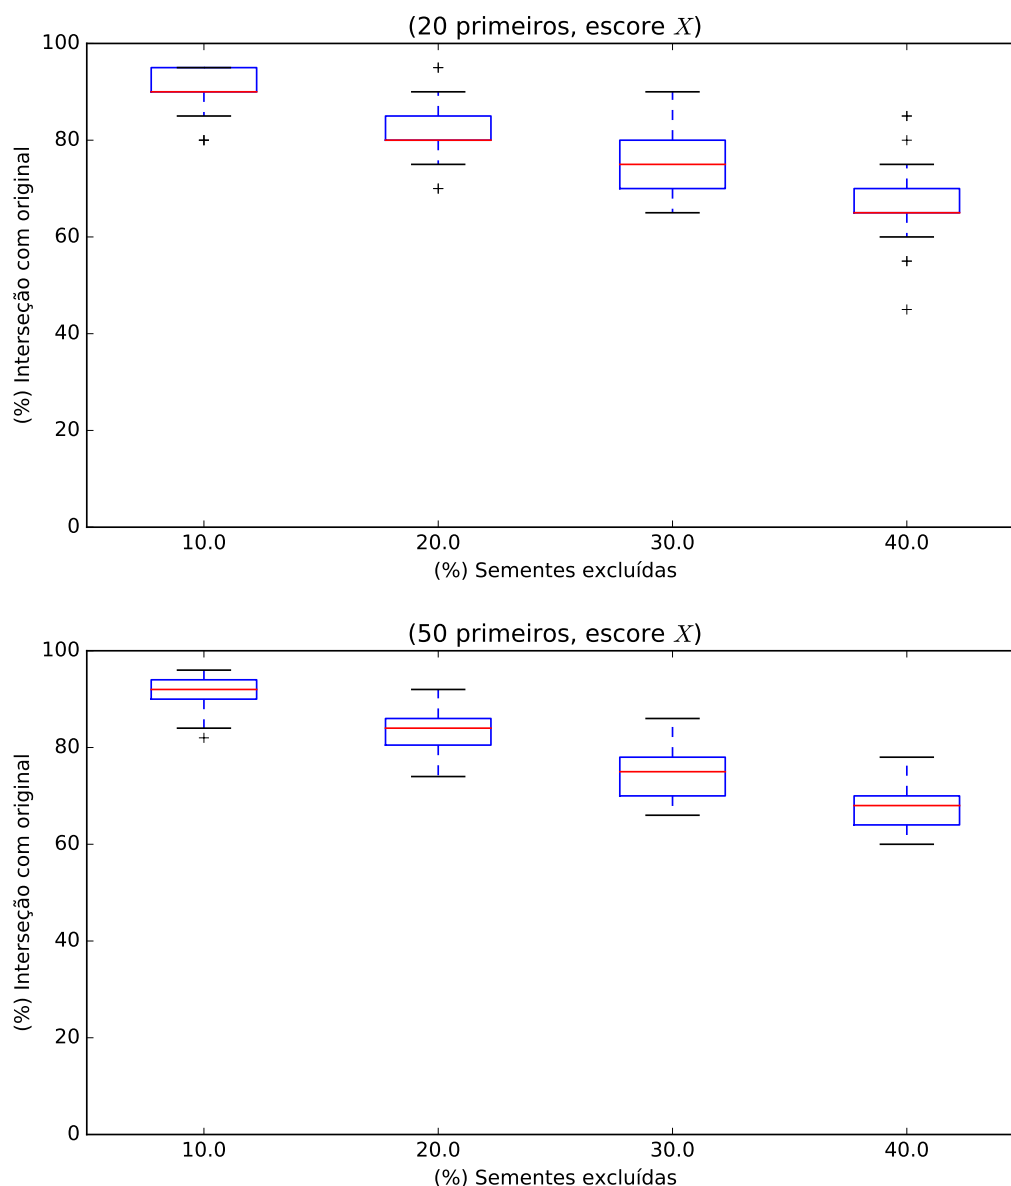 (20 primeiros, escore X)
100
80
60
40
20
0
(%) Interseção com original
10.0 20.0 30.0 40.0
(%) Sementes excluídas
(50 primeiros, escore X)
100
80
60
40
20
0
(%) Interseção com original
10.0 20.0 30.0 40.0
(%) Sementes excluídas